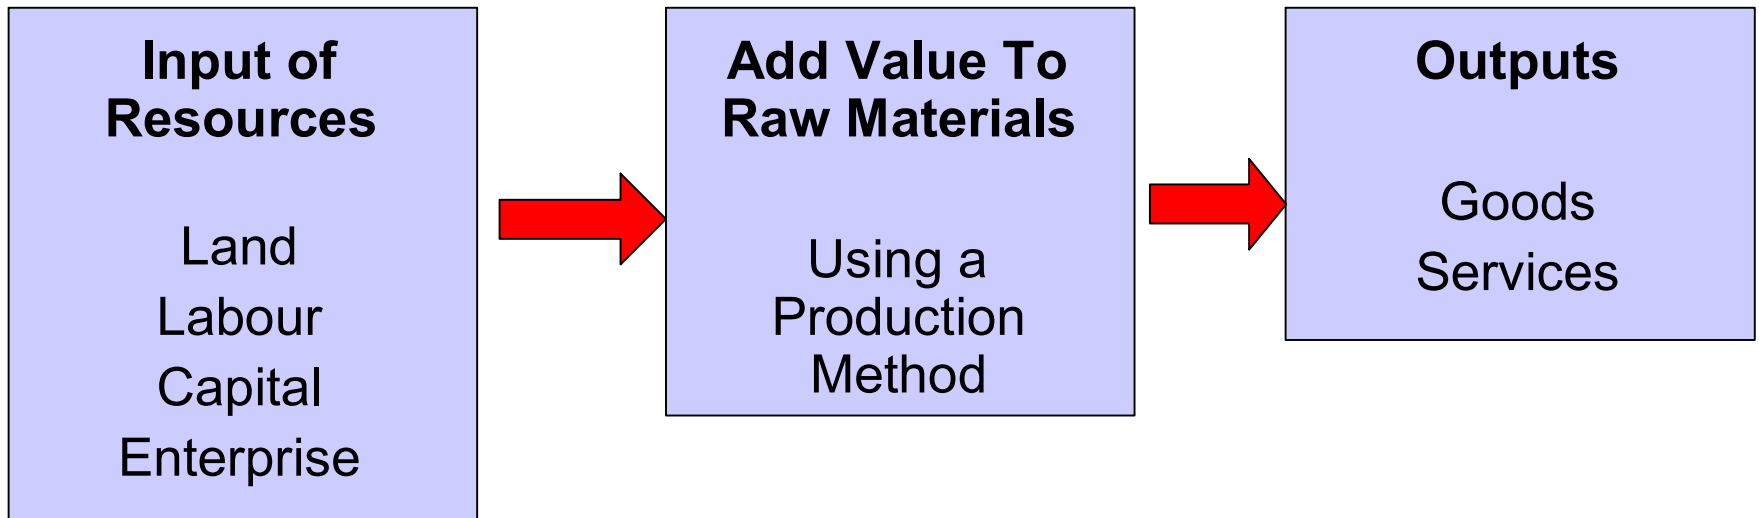 Input of
Resources
Land
Labour
Capital
Enterprise
Add Value To
Raw Materials
Using a
Production
Method
Outputs
Goods
Services